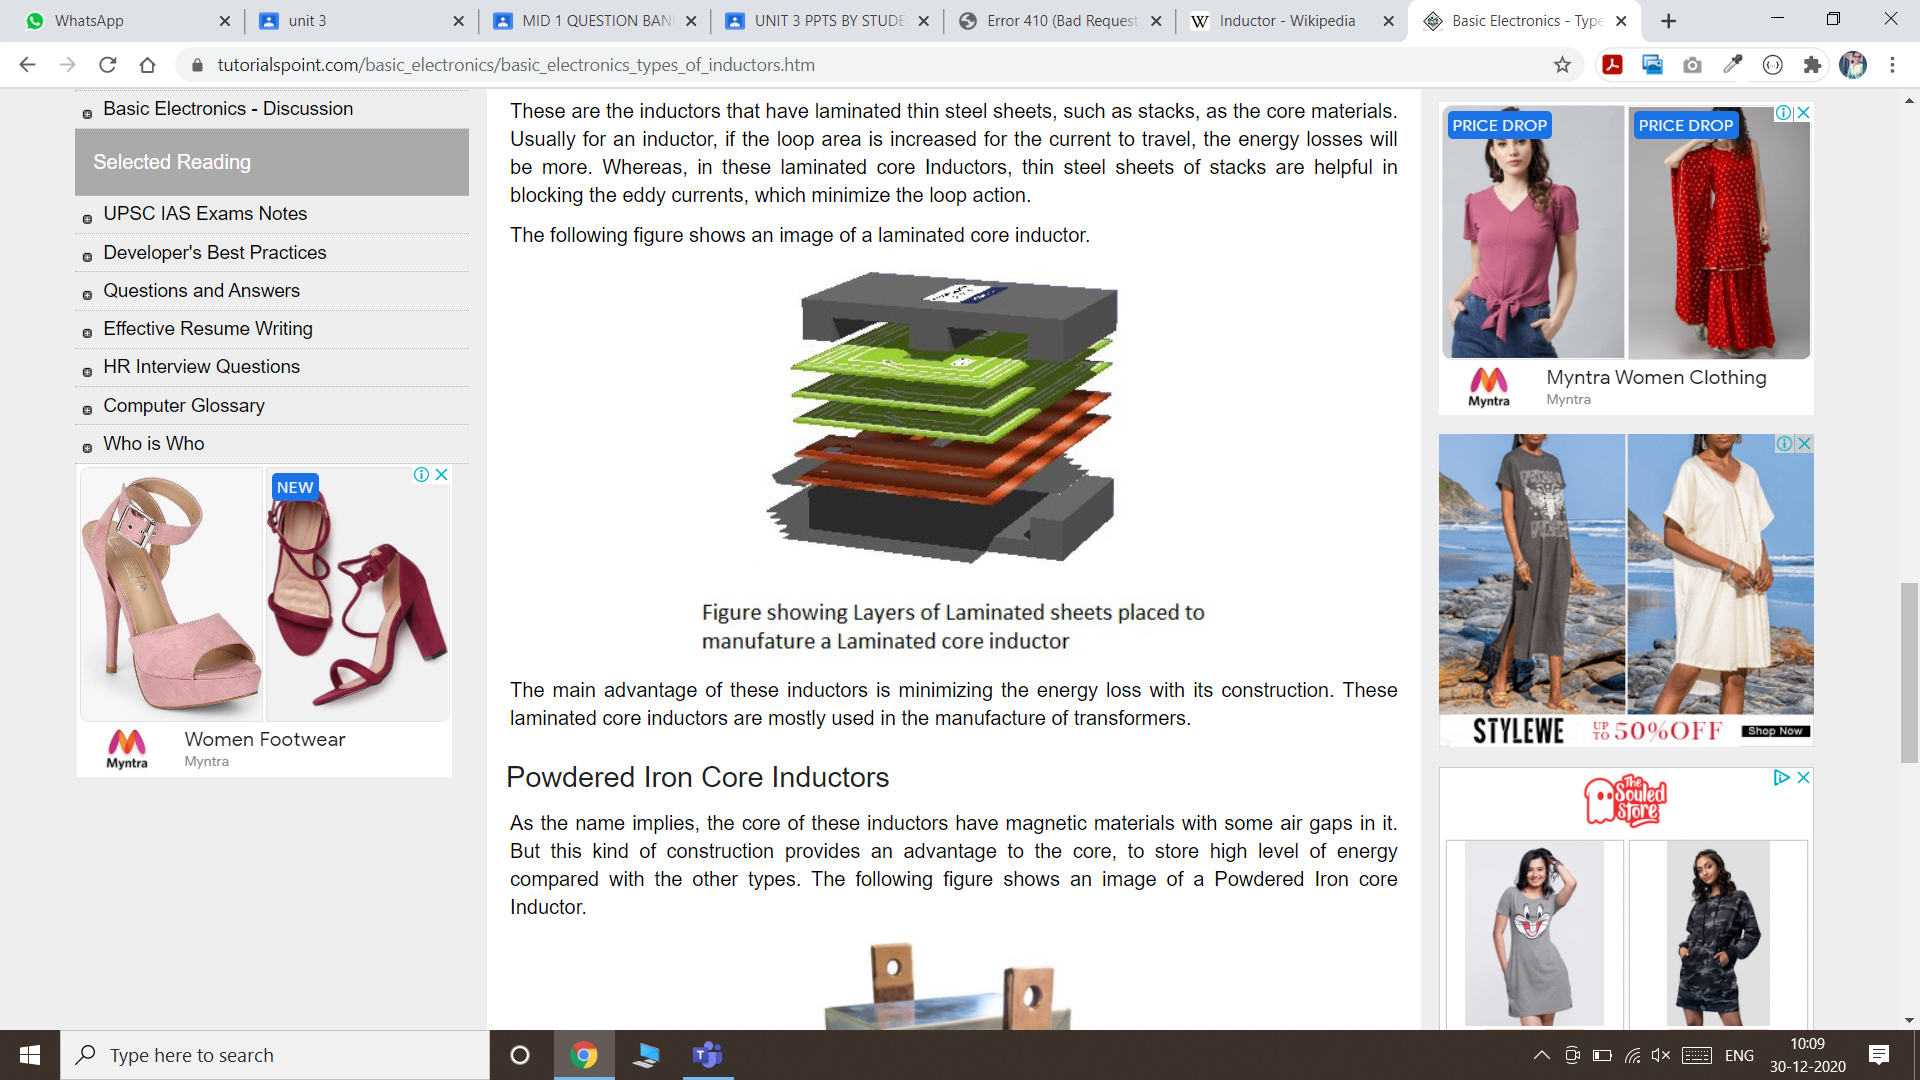 WhatsApp
unit 3
MID 1 QUESTION BAN
UNIT 3 PPTS BY STUDE
Error 410 (Bad Request
Inductor - Wikipedia
Basic Electronics - Type
tutorialspoint.com/basic_electronics/basic_electronics_types_of_inductors.htm
Basic Electronics - Discussion
Selected Reading
UPSC IAS Exams Notes
Developer's Best Practices
Questions and Answers
Effective Resume Writing
HR Interview Questions
Computer Glossary
Who is Who
NEW
Myntra
Women Footwear
Myntra
These are the inductors that have laminated thin steel sheets, such as stacks, as the core materials.
Usually for an inductor, if the loop area is increased for the current to travel, the energy losses will
be more. Whereas, in these laminated core Inductors, thin steel sheets of stacks are helpful in
blocking the eddy currents, which minimize the loop action.
The following figure shows an image of a laminated core inductor.
Figure showing Layers of Laminated sheets placed to
manufature a Laminated core inductor
The main advantage of these inductors is minimizing the energy loss with its construction. These
laminated core inductors are mostly used in the manufacture of transformers.
Powdered Iron Core Inductors
As the name implies, the core of these inductors have magnetic materials with some air gaps in it.
But this kind of construction provides an advantage to the core, to store high level of energy
compared with the other types. The following figure shows an image of a Powdered Iron core
Inductor.
PRICE DROP
PRICE DROP
Myntra
Myntra Women Clothing
Myntra
STYLEWE UP TO 50%OFF Shop Now
The
Souled
Store
Type here to search
ENG
10:09
30-12-2020